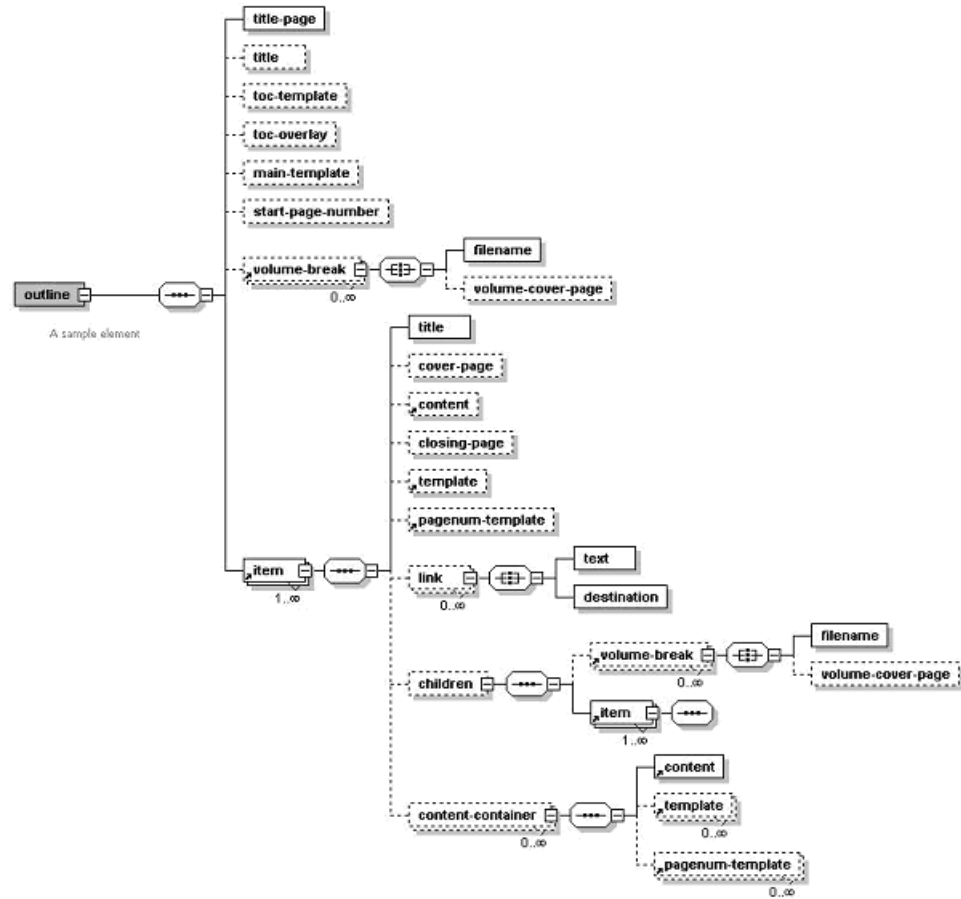 title-page
title
toc-template
toc-overlay
main-template
start-page-number
filename
volume-break
0..∞
volume-cover-page
outline
A sample element
title
cover-page
content
closing-page
template
pagenum-template
text
item
1..∞
link
0..∞
destination
filename
volume-break
0..∞
volume-cover-page
children
item
1..∞
content
template
0..∞
content-container
0..∞
pagenum-template
0..∞